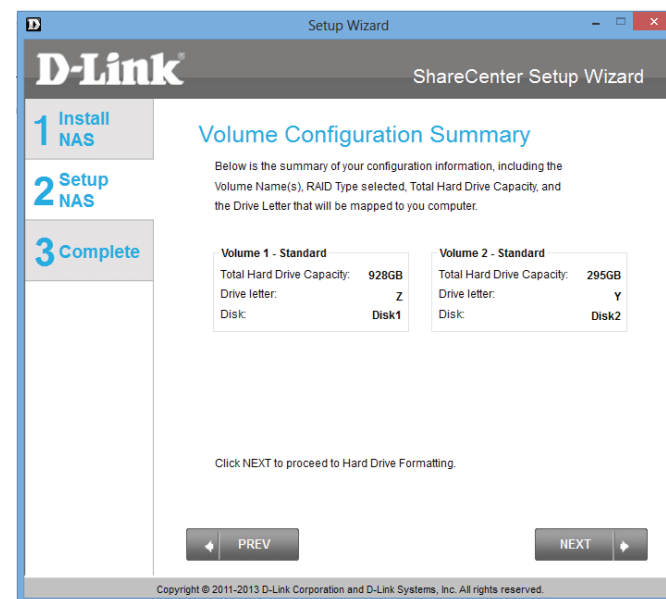 Setup Wizard
D-Link
ShareCenter Setup Wizard
1 Install
NAS
2 Setup
NAS
3 Complete
Volume Configuration Summary
Below is the summary of your configuration information, including the
Volume Name(s), RAID Type selected, Total Hard Drive Capacity, and
the Drive Letter that will be mapped to you computer.
Volume 1 - Standard
Total Hard Drive Capacity: 928GB
Drive letter: Z
Disk: Disk1
Volume 2 - Standard
Total Hard Drive Capacity: 295GB
Drive letter: Y
Disk: Disk2
Click NEXT to proceed to Hard Drive Formatting.
PREV
NEXT
Copyright © 2011-2013 D-Link Corporation and D-Link Systems, Inc. All rights reserved.